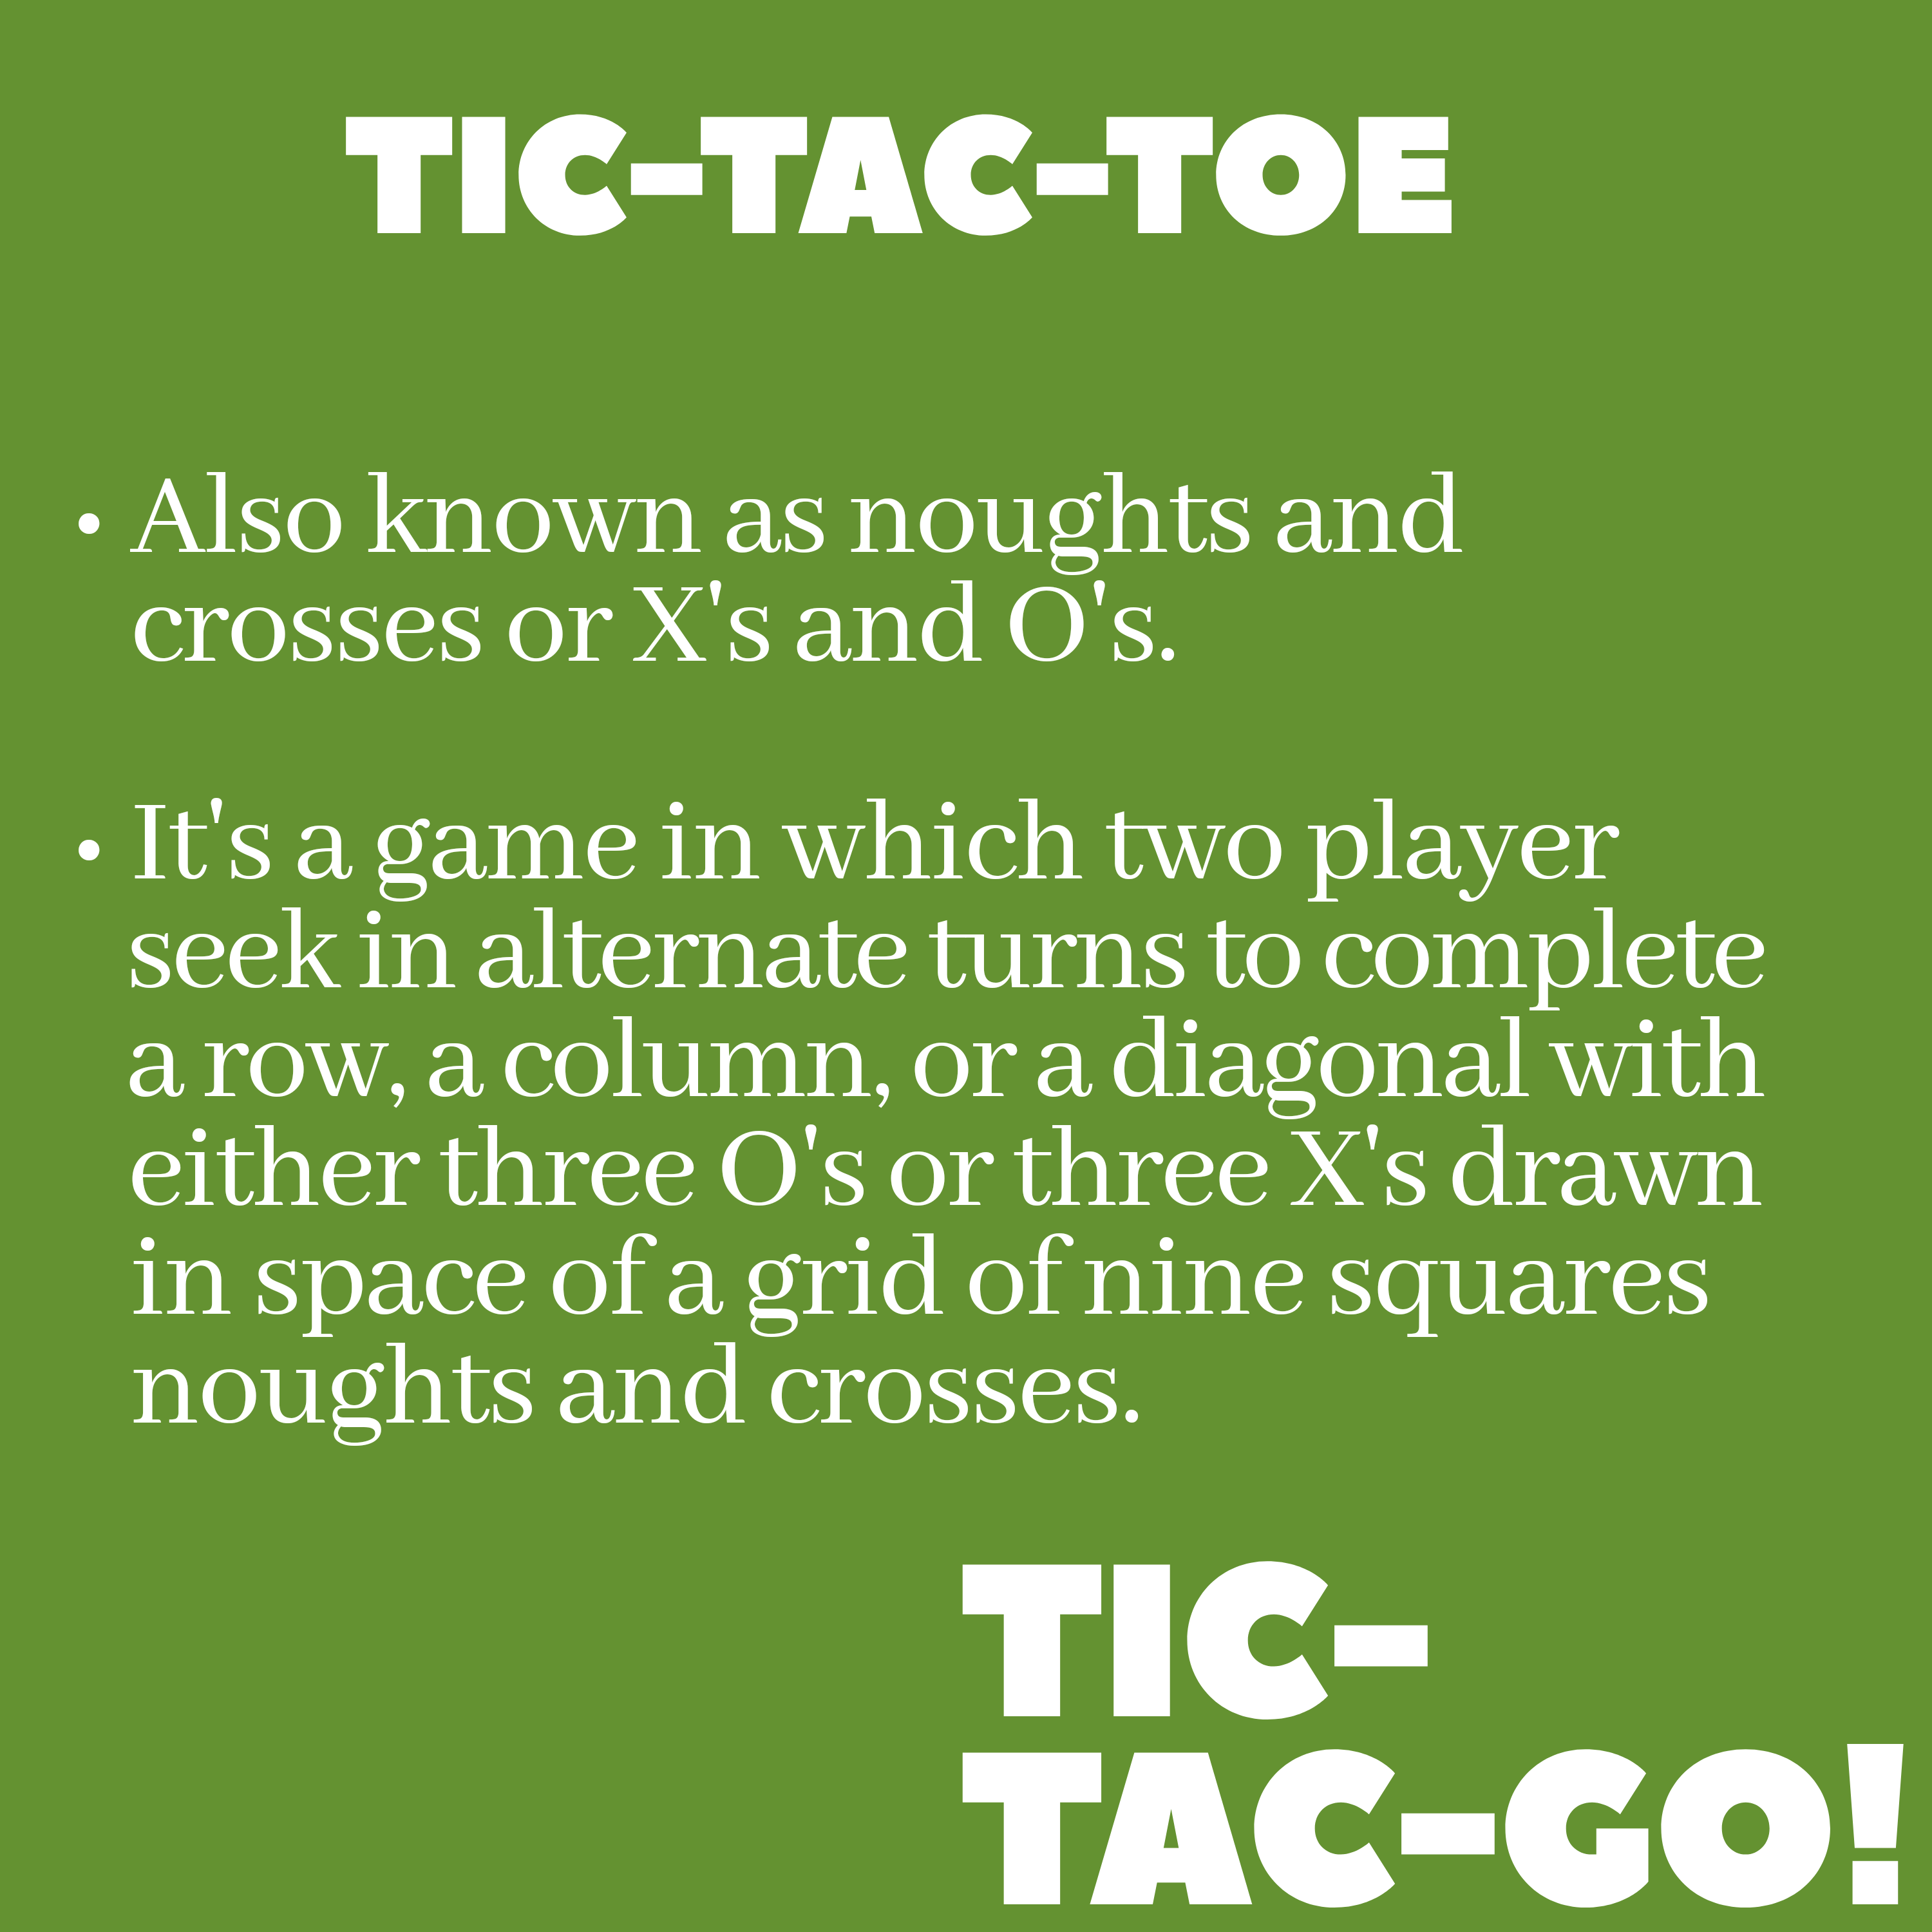 TIC-TAC-TOE
• Also known as noughts and
crosses or X's and O's.
• It's a game in which two player
seek in alternate turns to complete
a row, a column, or a diagonal with
either three O's or three X's drawn
in space of a grid of nine squares
noughts and crosses.
TIC-
TAC-GO!